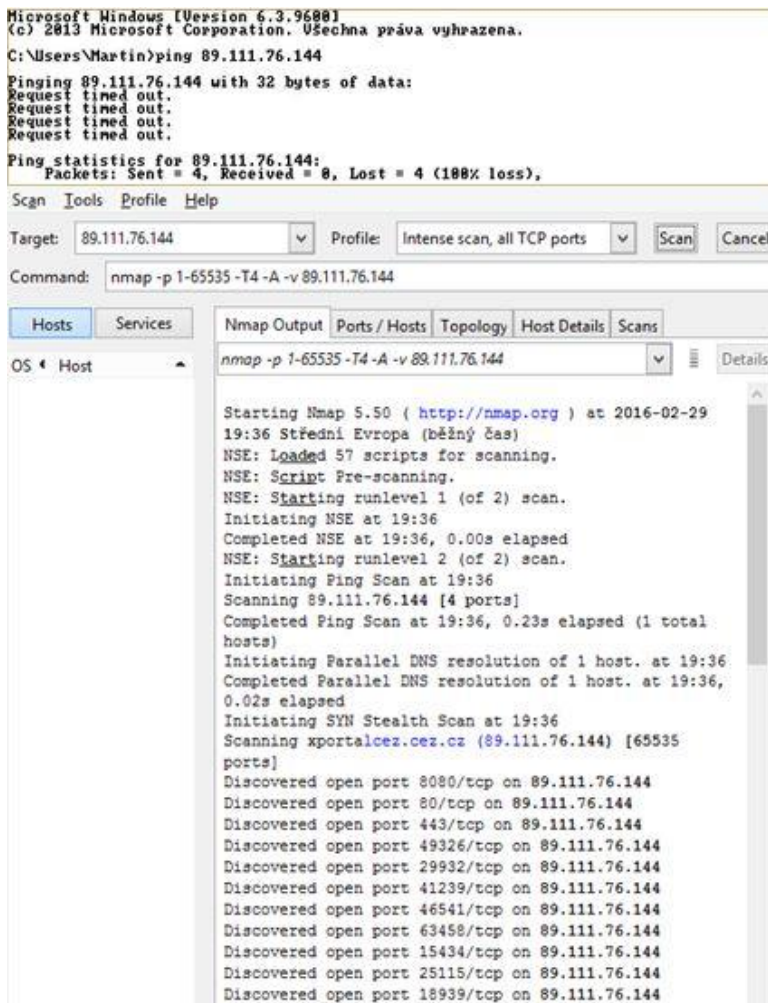 Microsoft Windows [Version 6.3.9600]
(c) 2013 Microsoft Corporation. Všechna práva vyhrazena.
C:\Users\Martin>ping 89.111.76.144
Pinging 89.111.76.144 with 32 bytes of data:
Request timed out.
Request timed out.
Request timed out.
Request timed out.
Ping statistics for 89.111.76.144:
Packets: Sent = 4, Received = 0, Lost = 4 (100% loss),
Scan Tools Profile Help
Target: 89.111.76.144 Profile: Intense scan, all TCP ports Scan Cancel
Command: nmap -p 1-65535 -T4 -A -v 89.111.76.144
Hosts Services Nmap Output Ports / Hosts Topology Host Details Scans
OS Host nmap -p 1-65535 -T4 -A -v 89.111.76.144 Details
Starting Nmap 5.50 ( http://nmap.org ) at 2016-02-29
19:36 Střední Evropa (běžný čas)
NSE: Loaded 57 scripts for scanning.
NSE: Script Pre-scanning.
NSE: Starting runlevel 1 (of 2) scan.
Initiating NSE at 19:36
Completed NSE at 19:36, 0.00s elapsed
NSE: Starting runlevel 2 (of 2) scan.
Initiating Ping Scan at 19:36
Scanning 89.111.76.144 [4 ports]
Completed Ping Scan at 19:36, 0.23s elapsed (1 total
hosts)
Initiating Parallel DNS resolution of 1 host. at 19:36
Completed Parallel DNS resolution of 1 host. at 19:36,
0.02s elapsed
Initiating SYN Stealth Scan at 19:36
Scanning xportalcez.cez.cz (89.111.76.144) [65535
ports]
Discovered open port 8080/tcp on 89.111.76.144
Discovered open port 80/tcp on 89.111.76.144
Discovered open port 443/tcp on 89.111.76.144
Discovered open port 49326/tcp on 89.111.76.144
Discovered open port 29932/tcp on 89.111.76.144
Discovered open port 41239/tcp on 89.111.76.144
Discovered open port 46541/tcp on 89.111.76.144
Discovered open port 63458/tcp on 89.111.76.144
Discovered open port 15434/tcp on 89.111.76.144
Discovered open port 25115/tcp on 89.111.76.144
Discovered open port 18939/tcp on 89.111.76.144